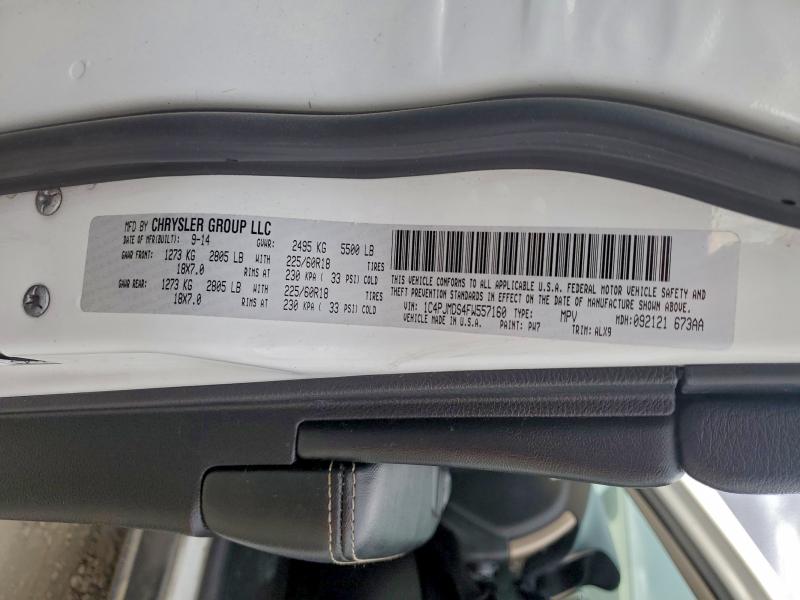 MFD BY CHRYSLER GROUP LLC
DATE OF MFR(BUILT): 9-14 GVWR: 2495 KG 5500 LB
GAWR FRONT: 1273 KG 2805 LB WITH 225/60R18 TIRES
18X7.0 RIMS AT 230 KPA ( 33 PSI) COLD
GAWR REAR: 1273 KG 2805 LB WITH 225/60R18 TIRES
18X7.0 RIMS AT 230 KPA ( 33 PSI) COLD
THIS VEHICLE CONFORMS TO ALL APPLICABLE U.S.A. FEDERAL MOTOR VEHICLE SAFETY AND
THEFT PREVENTION STANDARDS IN EFFECT ON THE DATE OF MANUFACTURE SHOWN ABOVE.
VIN: 1C4PJMDS4FW557160 TYPE: MPV MDH:092121 673AA
VEHICLE MADE IN U.S.A. PAINT: PW7 TRIM: ALX9